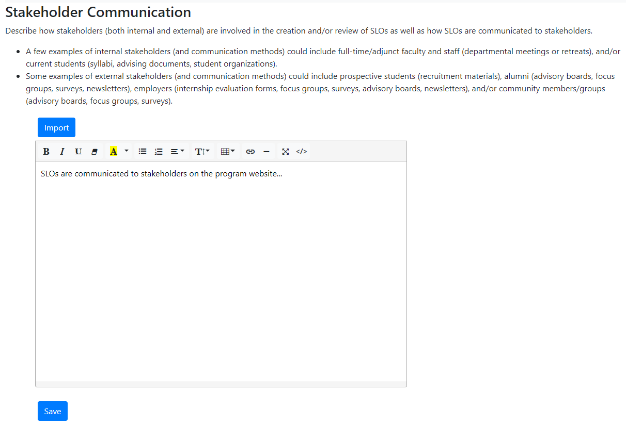 Stakeholder Communication
Describe how stakeholders (both internal and external) are involved in the creation and/or review of SLOs as well as how SLOs are communicated to stakeholders.
• A few examples of internal stakeholders (and communication methods) could include full-time/adjunct faculty and staff (departmental meetings or retreats), and/or
current students (syllabi, advising documents, student organizations).
• Some examples of external stakeholders (and communication methods) could include prospective students (recruitment materials), alumni (advisory boards, focus
groups, surveys, newsletters), employers (internship evaluation forms, focus groups, surveys, advisory boards, newsletters), and/or community members/groups
(advisory boards, focus groups, surveys).
Import
B I U A T </>
SLOs are communicated to stakeholders on the program website...
Save